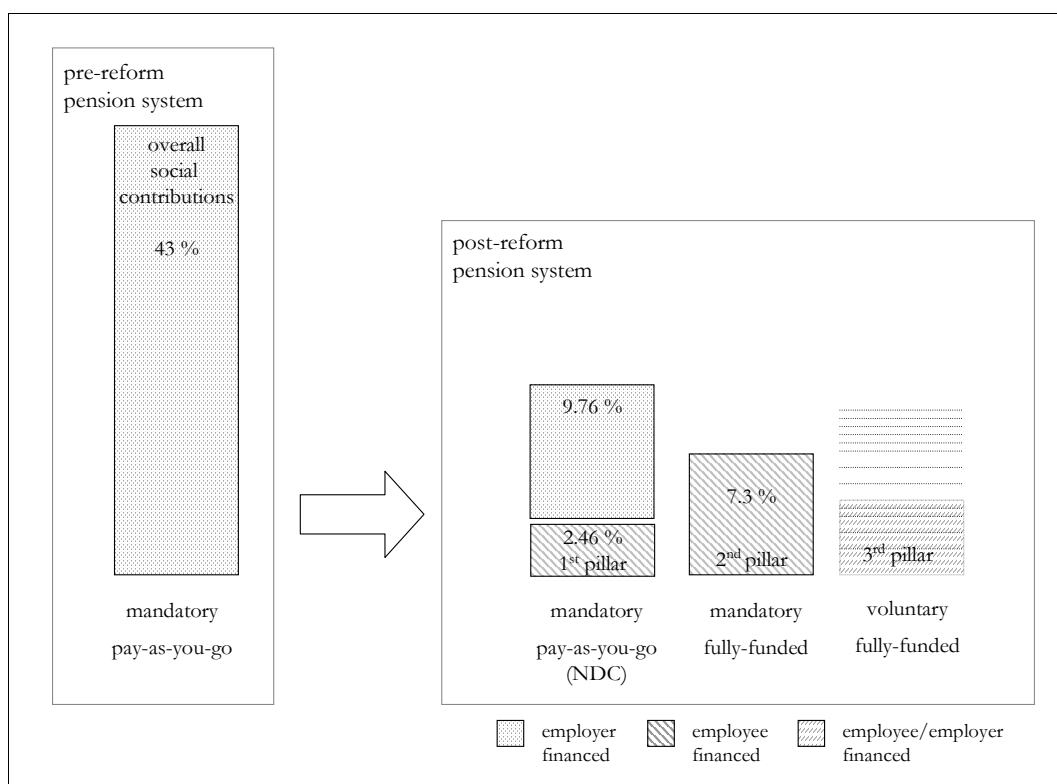 pre-reform
pension system
overall
social
contributions
43 %
mandatory
pay-as-you-go
post-reform
pension system
9.76 %
2.46 %
1st pillar
mandatory
pay-as-you-go
(NDC)
7.3 %
2nd pillar
mandatory
fully-funded
3rd pillar
voluntary
fully-funded
employer
financed
employee
financed
employee/employer
financed